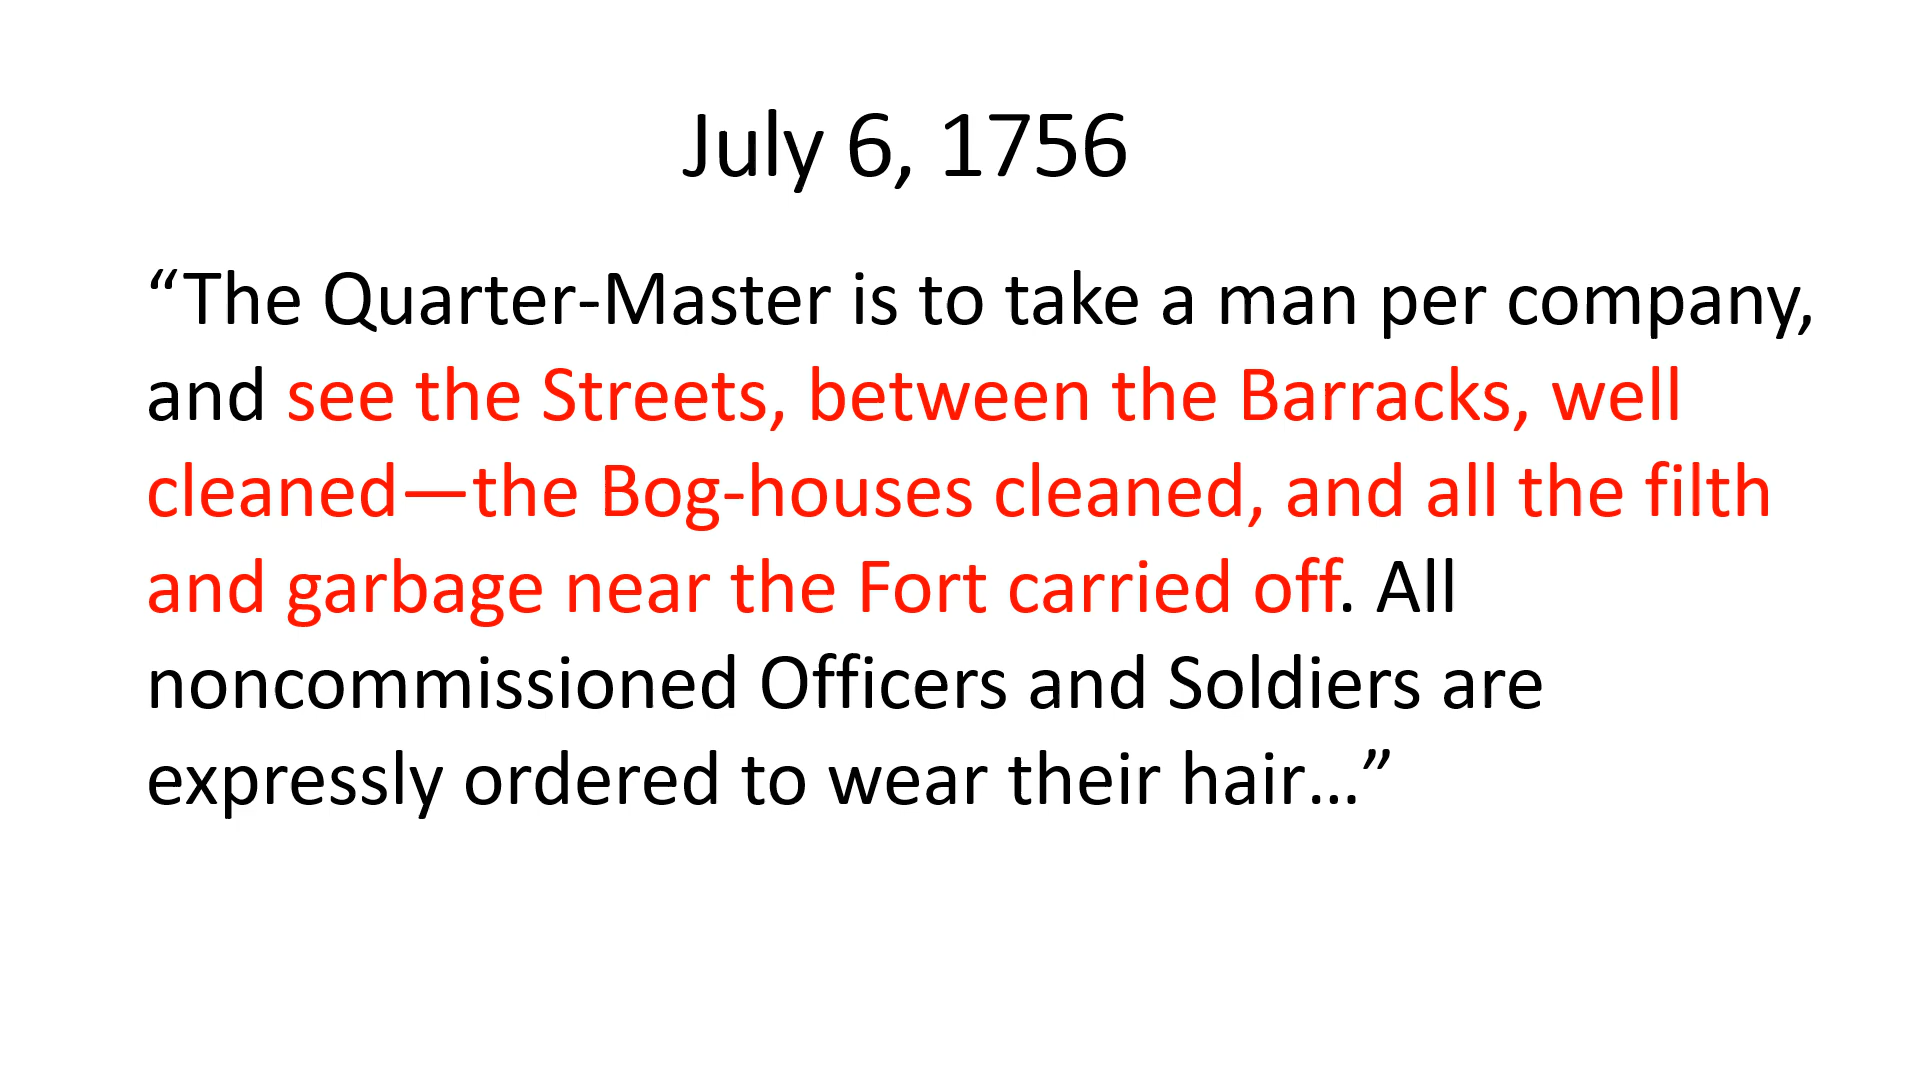 July 6, 1756
“The Quarter-Master is to take a man per company,
and see the Streets, between the Barracks, well
cleaned—the Bog-houses cleaned, and all the filth
and garbage near the Fort carried off. All
noncommissioned Officers and Soldiers are
expressly ordered to wear their hair…”